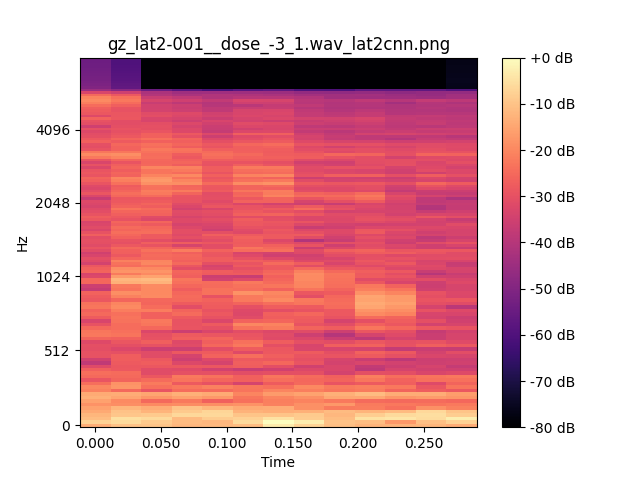 gz_lat2-001__dose_-3_1.wav_lat2cnn.png
+0 dB
-10 dB
-20 dB
-30 dB
-40 dB
-50 dB
-60 dB
-70 dB
-80 dB
4096
2048
1024
512
0
Hz
0.000 0.050 0.100 0.150 0.200 0.250
Time